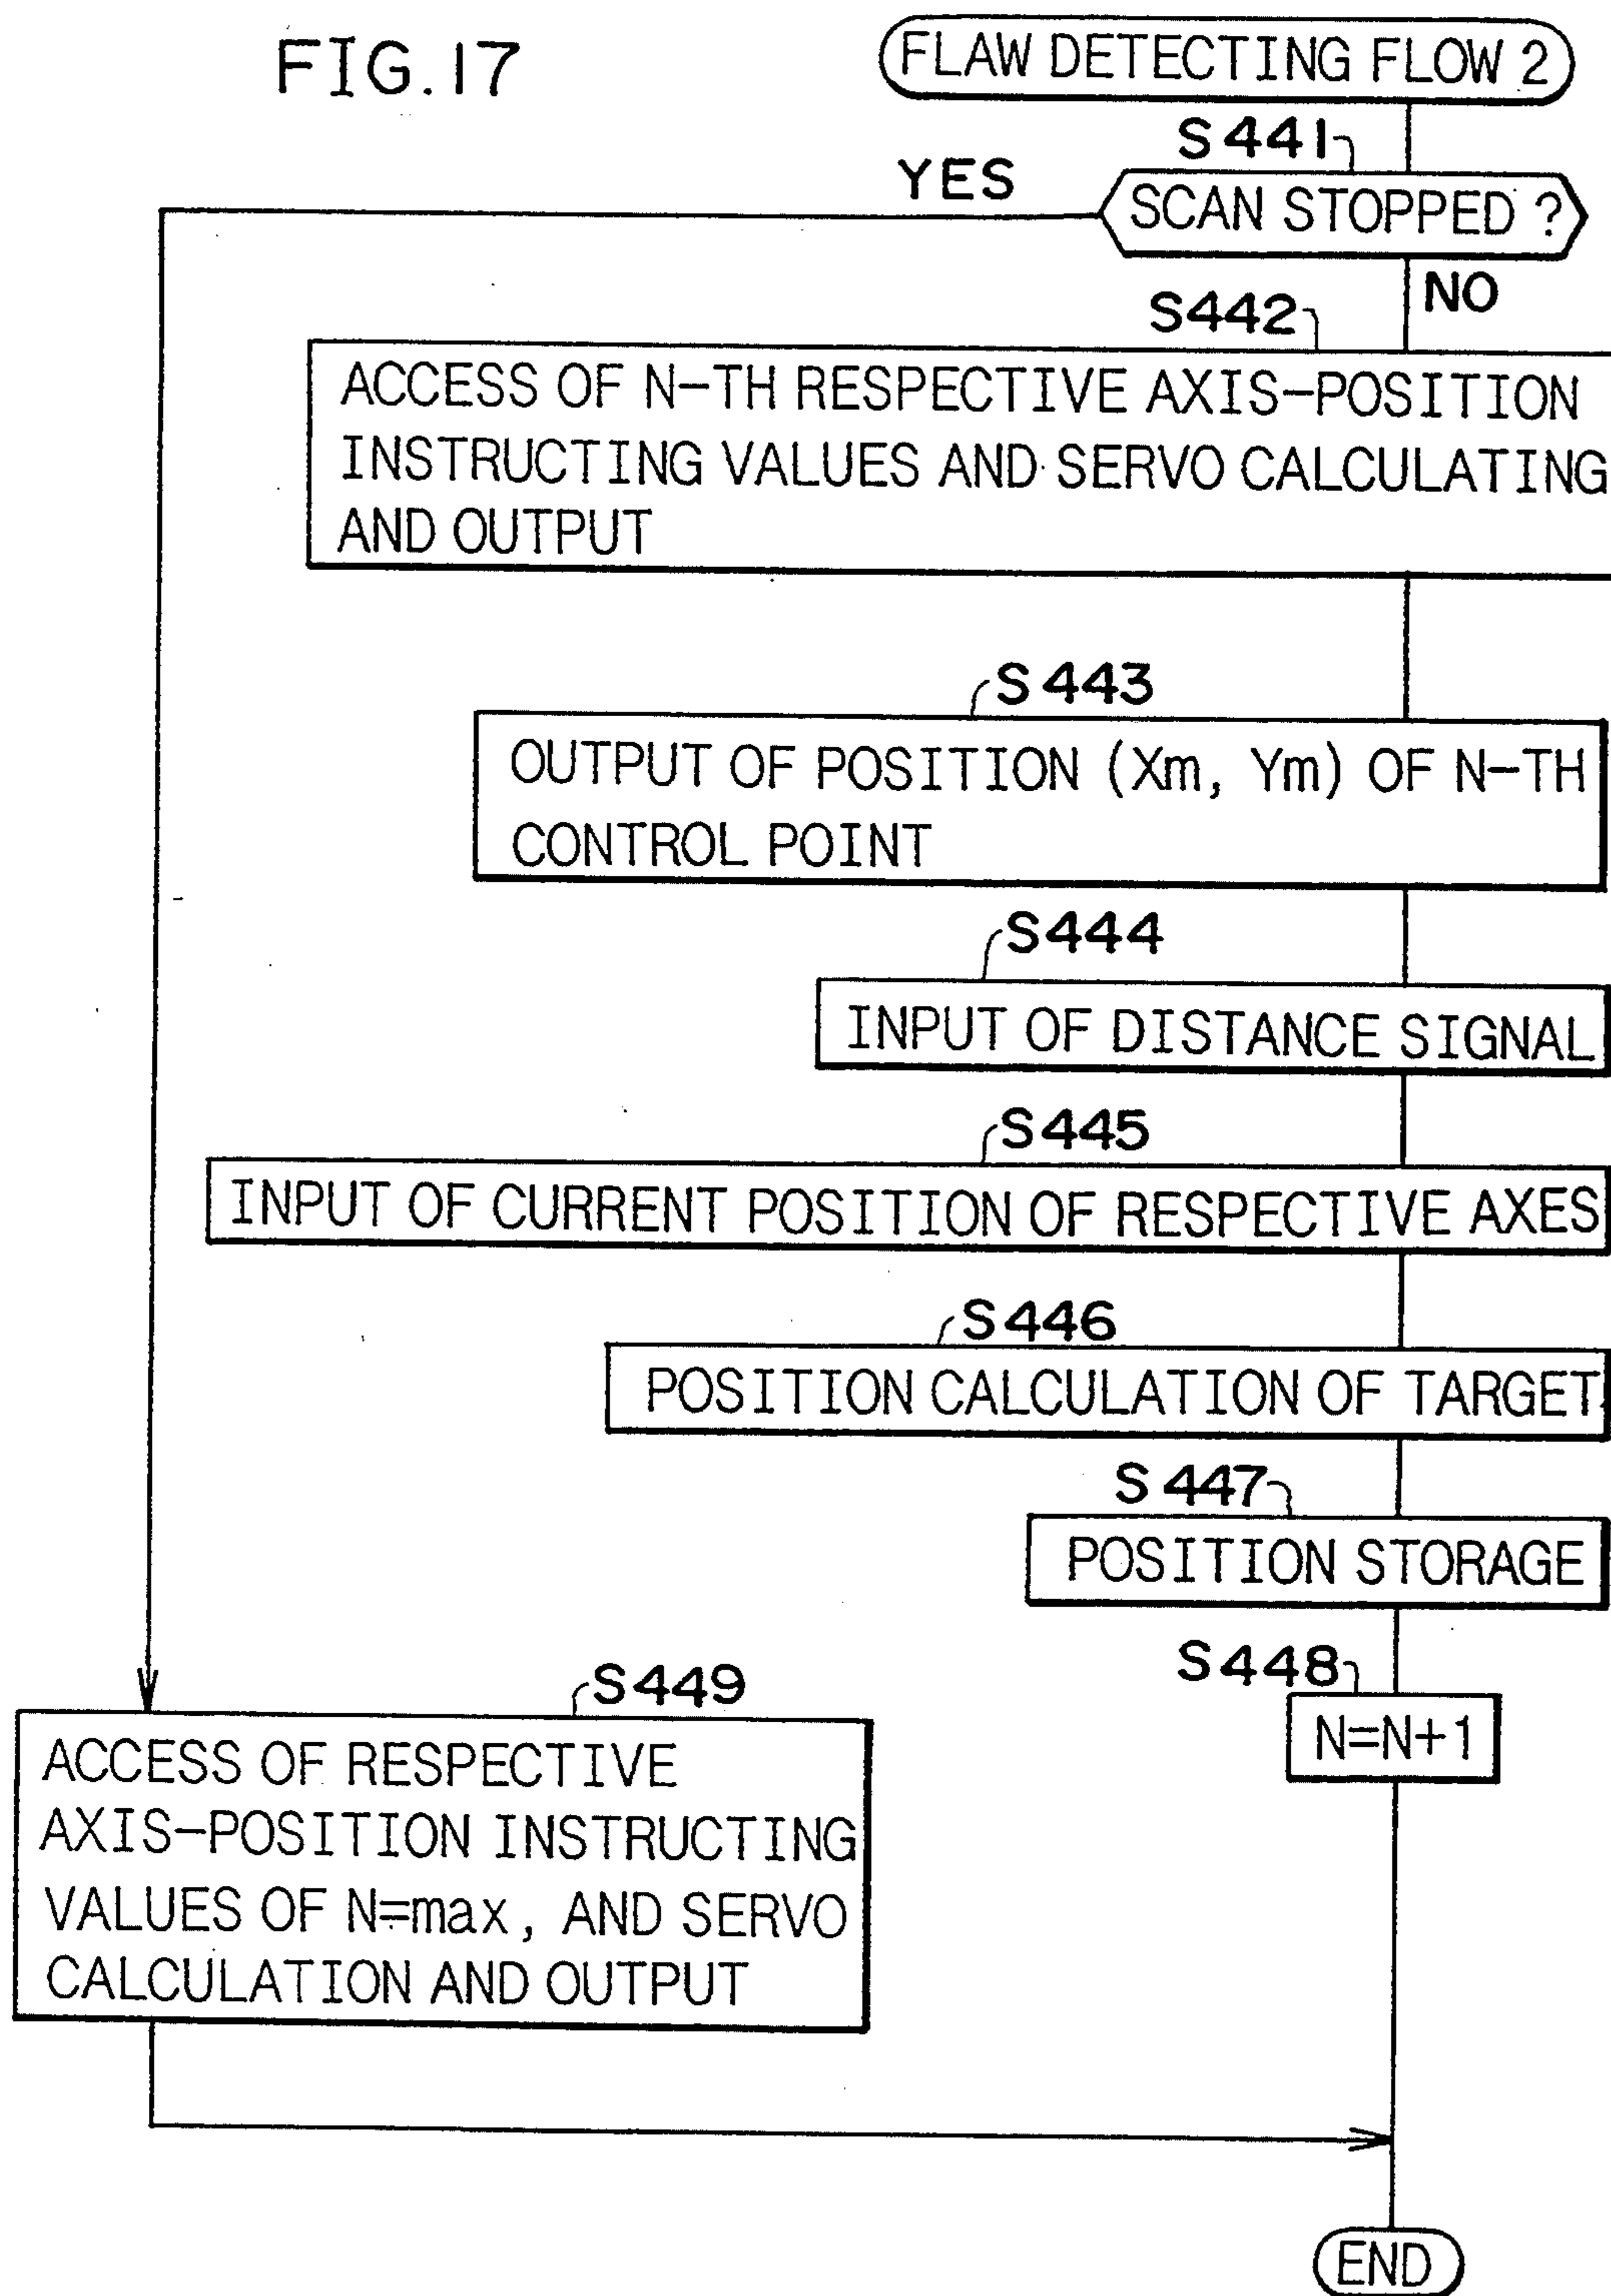 FIG.17
FLAW DETECTING FLOW 2
S441
YES
SCAN STOPPED ?
NO
S442
ACCESS OF N-TH RESPECTIVE AXIS-POSITION
INSTRUCTING VALUES AND SERVO CALCULATING
AND OUTPUT
S443
OUTPUT OF POSITION (Xm, Ym) OF N-TH
CONTROL POINT
S444
INPUT OF DISTANCE SIGNAL
S445
INPUT OF CURRENT POSITION OF RESPECTIVE AXES
S446
POSITION CALCULATION OF TARGET
S447
POSITION STORAGE
S448
N=N+1
S449
ACCESS OF RESPECTIVE
AXIS-POSITION INSTRUCTING
VALUES OF N=max, AND SERVO
CALCULATION AND OUTPUT
END